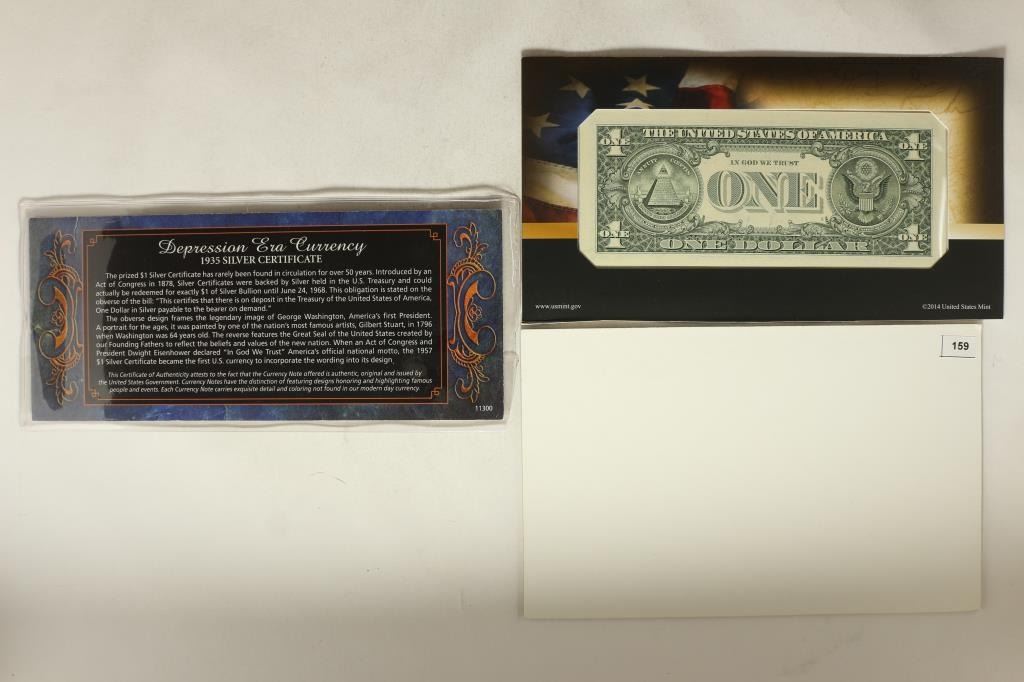 Depression Era Currency
1935 SILVER CERTIFICATE
The prized $1 Silver Certificate has rarely been found in circulation for over 50 years. Introduced by an
Act of Congress in 1878, Silver Certificates were backed by Silver held in the U.S. Treasury and could
actually be redeemed for exactly $1 of Silver Bullion until June 24, 1968. This obligation is stated on the
obverse of the bill: "This certifies that there is on deposit in the Treasury of the United States of America,
One Dollar in Silver payable to the bearer on demand."
The obverse design frames the legendary image of George Washington, America's first President.
A portrait for the ages, it was painted by one of the nation's most famous artists, Gilbert Stuart, in 1796
when Washington was 64 years old. The reverse features the Great Seal of the United States created by
our Founding Fathers to reflect the beliefs and values of the new nation. When an Act of Congress and
President Dwight Eisenhower declared "In God We Trust" America's official national motto, the 1957
$1 Silver Certificate became the first U.S. currency to incorporate the wording into its design.
This Certificate of Authenticity attests to the fact that the Currency Note offered is authentic, original and issued by
the United States Government. Currency Notes have the distinction of featuring designs honoring and highlighting famous
people and events. Each Currency Note carries exquisite detail and coloring not found in our modern day currency.
11300
1 THE UNITED STATES OF AMERICA 1
ONE ONE
IN GOD WE TRUST
ANNUIT COEPTIS
ONE
1 ONE DOLLAR 1
ONE ONE
www.usmint.gov
©2014 United States Mint
159